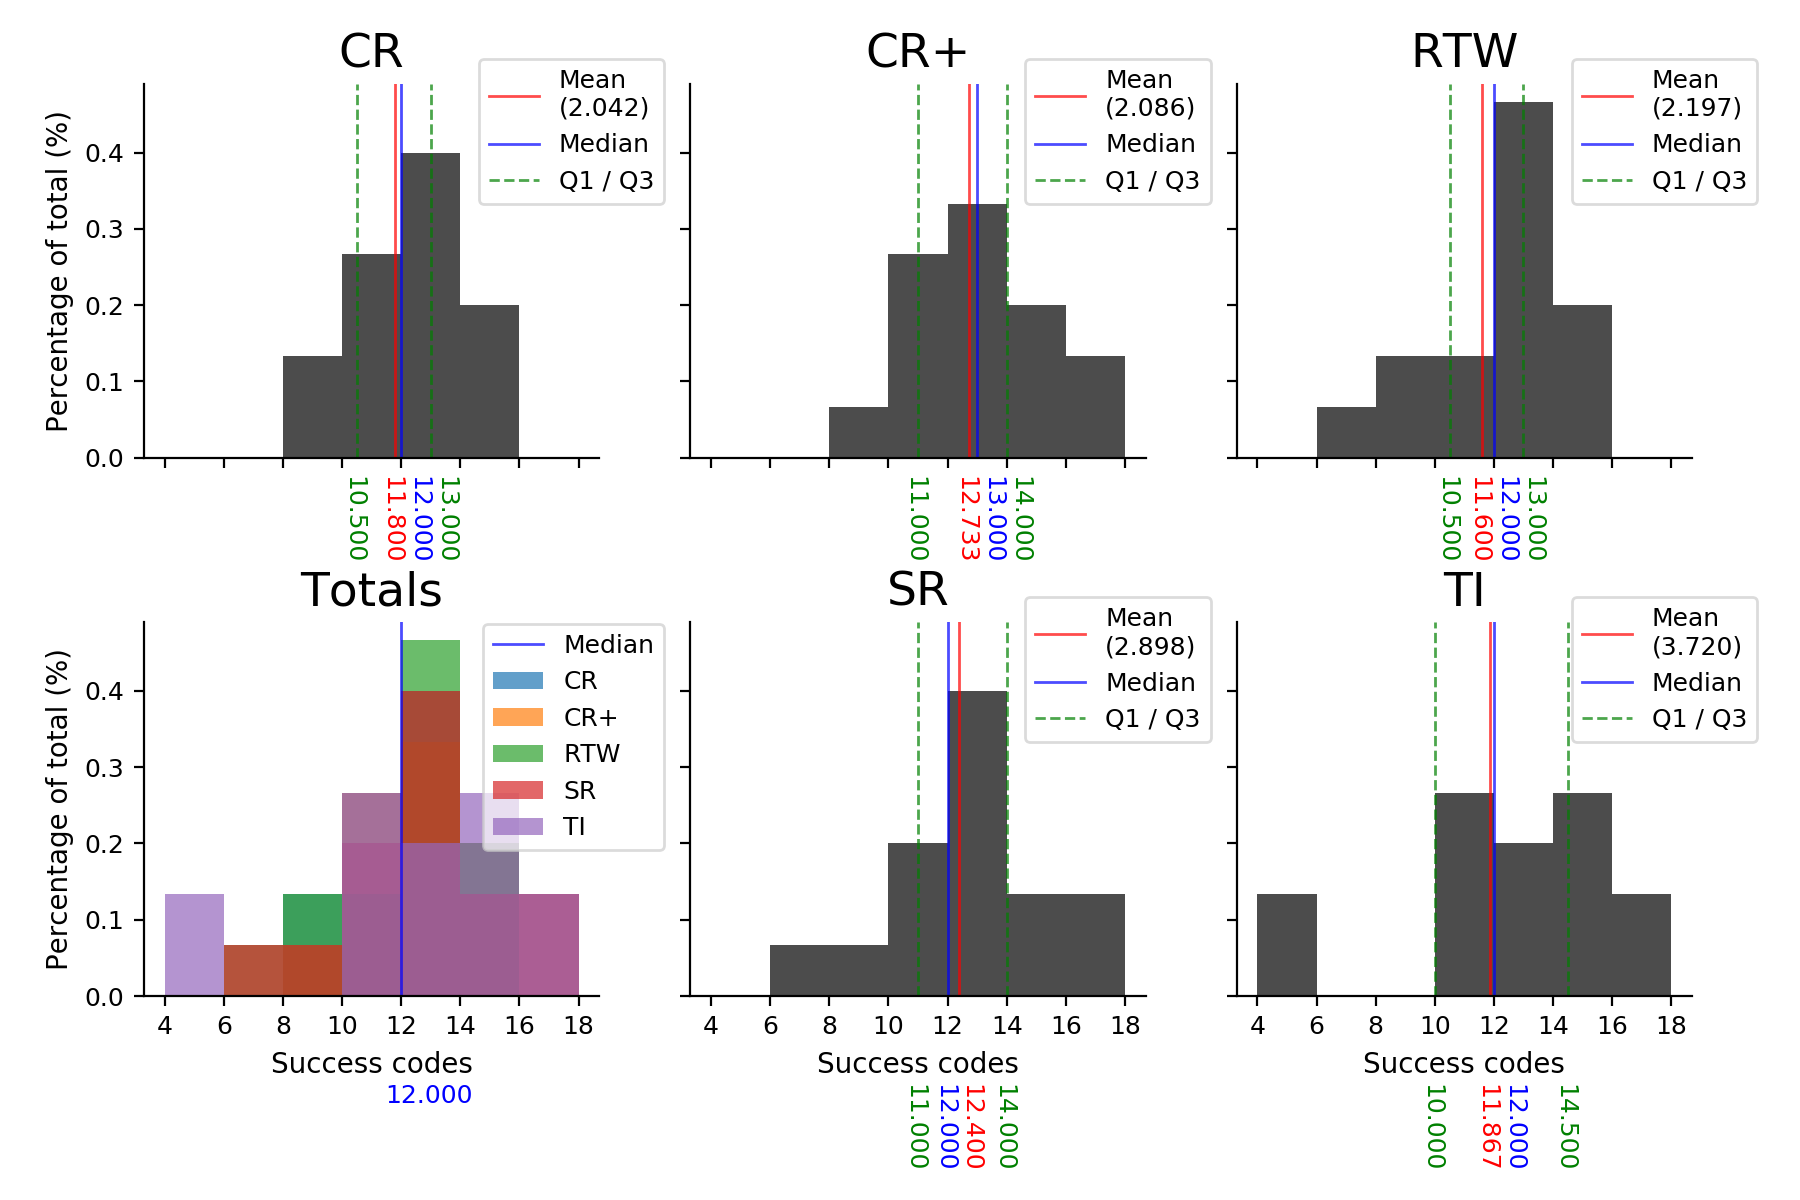 CR
Mean
(2.042)
Median
Q1 / Q3
Percentage of total (%)
0.4
0.3
0.2
0.1
0.0
10.500
11.800
12.000
13.000
CR+
Mean
(2.086)
Median
Q1 / Q3
11.000
12.733
13.000
14.000
RTW
Mean
(2.197)
Median
Q1 / Q3
10.500
11.600
12.000
13.000
Totals
Median
CR
CR+
RTW
SR
TI
Percentage of total (%)
0.4
0.3
0.2
0.1
0.0
4 6 8 10 12 14 16 18
Success codes
12.000
SR
Mean
(2.898)
Median
Q1 / Q3
4 6 8 10 12 14 16 18
Success codes
11.000
12.000
12.400
14.000
TI
Mean
(3.720)
Median
Q1 / Q3
4 6 8 10 12 14 16 18
Success codes
10.000
11.867
12.000
14.500